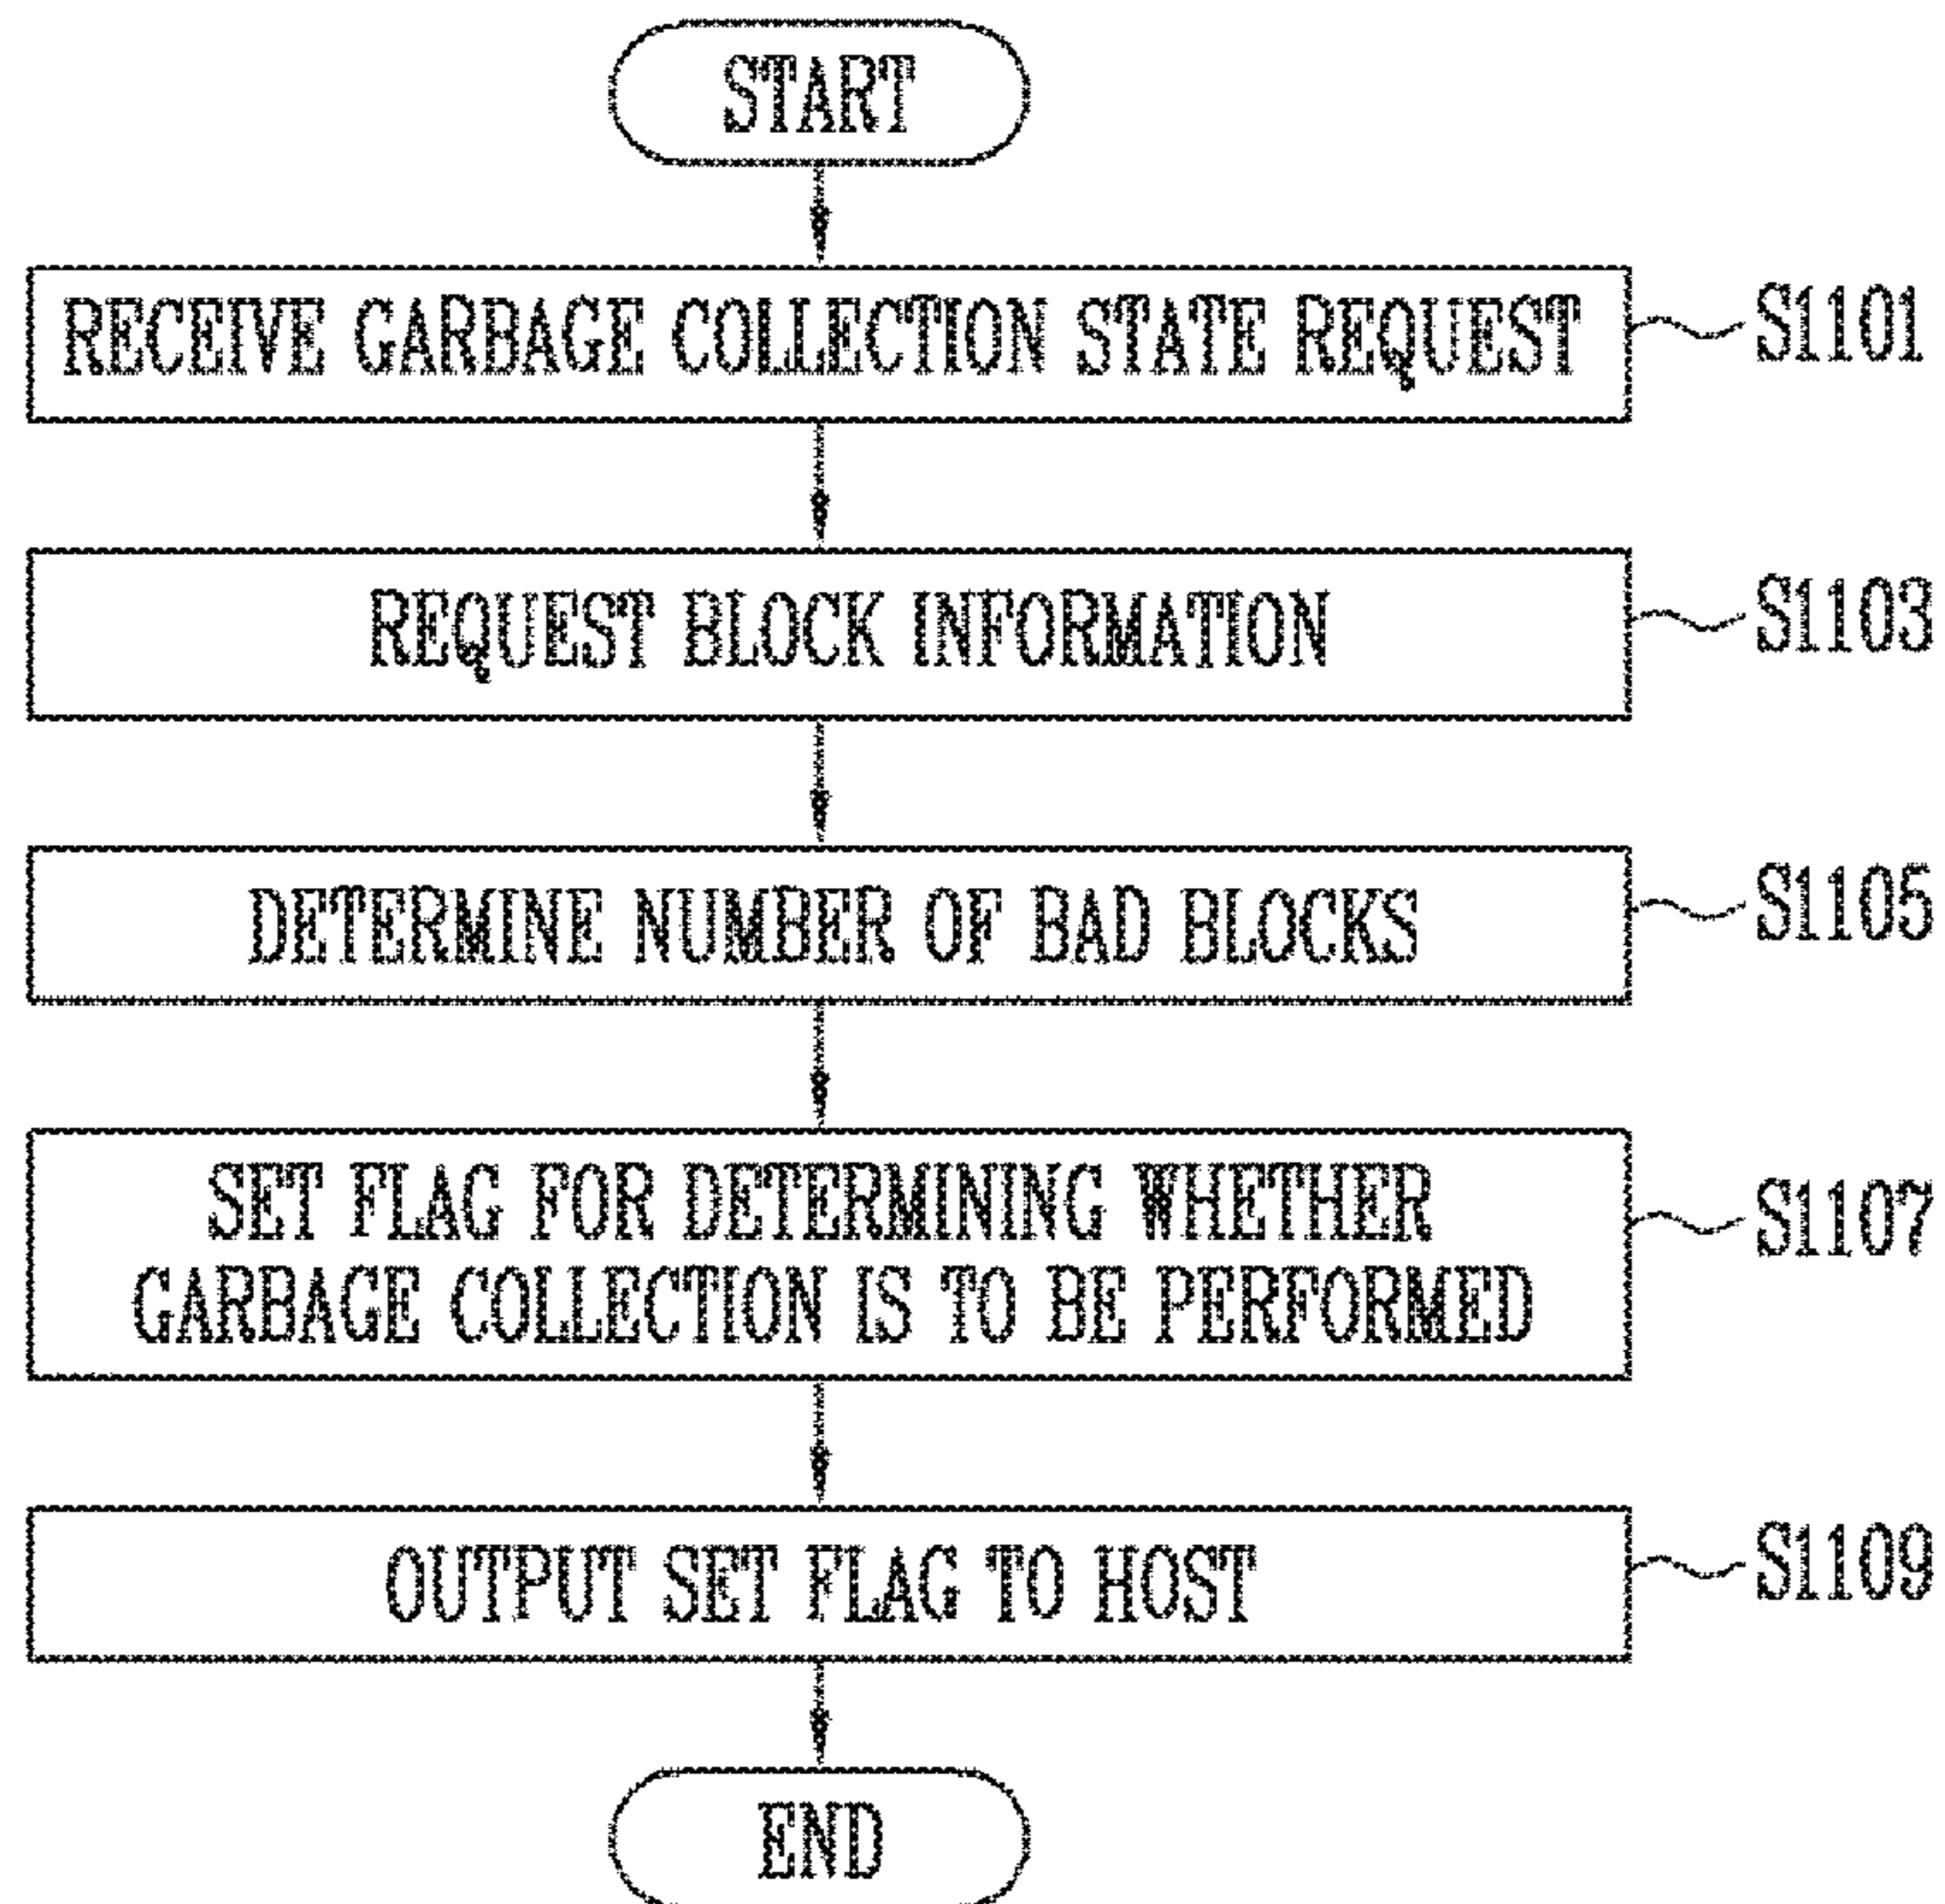 START
RECEIVE GARBAGE COLLECTION STATE REQUEST
S1101
REQUEST BLOCK INFORMATION
S1103
DETERMINE NUMBER OF BAD BLOCKS
S1105
SET FLAG FOR DETERMINING WHETHER
GARBAGE COLLECTION IS TO BE PERFORMED
S1107
OUTPUT SET FLAG TO HOST
S1109
END